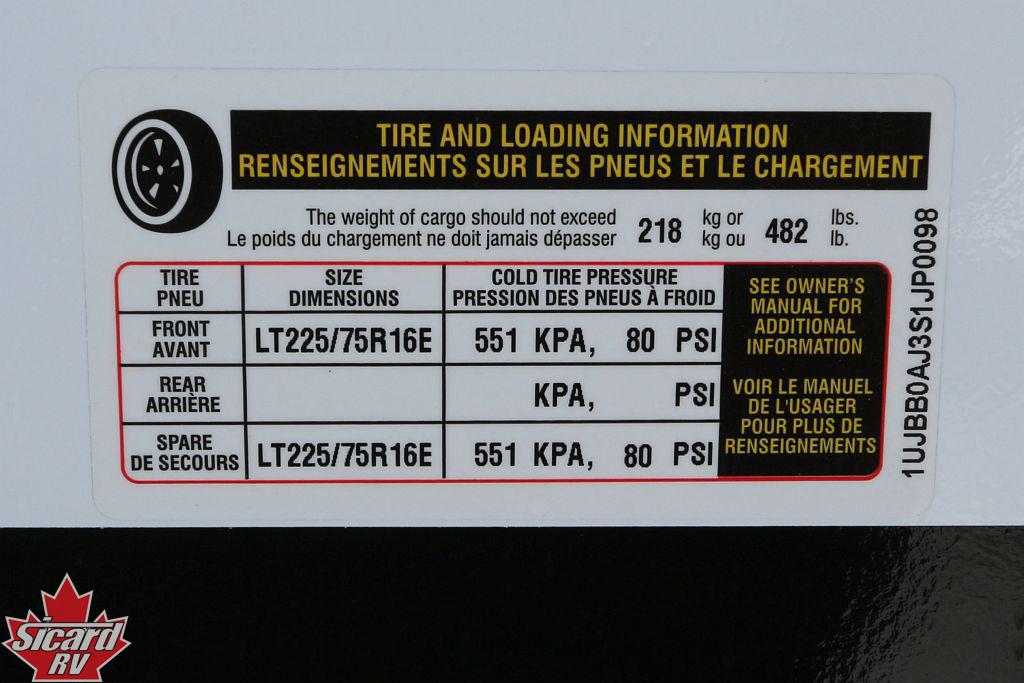 TIRE AND LOADING INFORMATION
RENSEIGNEMENTS SUR LES PNEUS ET LE CHARGEMENT
The weight of cargo should not exceed 218 kg or 482 lbs.
Le poids du chargement ne doit jamais dépasser kg ou lb.
TIRE
PNEU
SIZE
DIMENSIONS
COLD TIRE PRESSURE
PRESSION DES PNEUS À FROID
FRONT
AVANT
LT225/75R16E
551 KPA, 80 PSI
REAR
ARRIÈRE
KPA, PSI
SPARE
DE SECOURS
LT225/75R16E
551 KPA, 80 PSI
SEE OWNER'S
MANUAL FOR
ADDITIONAL
INFORMATION
VOIR LE MANUEL
DE L'USAGER
POUR PLUS DE
RENSEIGNEMENTS
1UJBB0AJ3S1JP0098
Sicard
RV